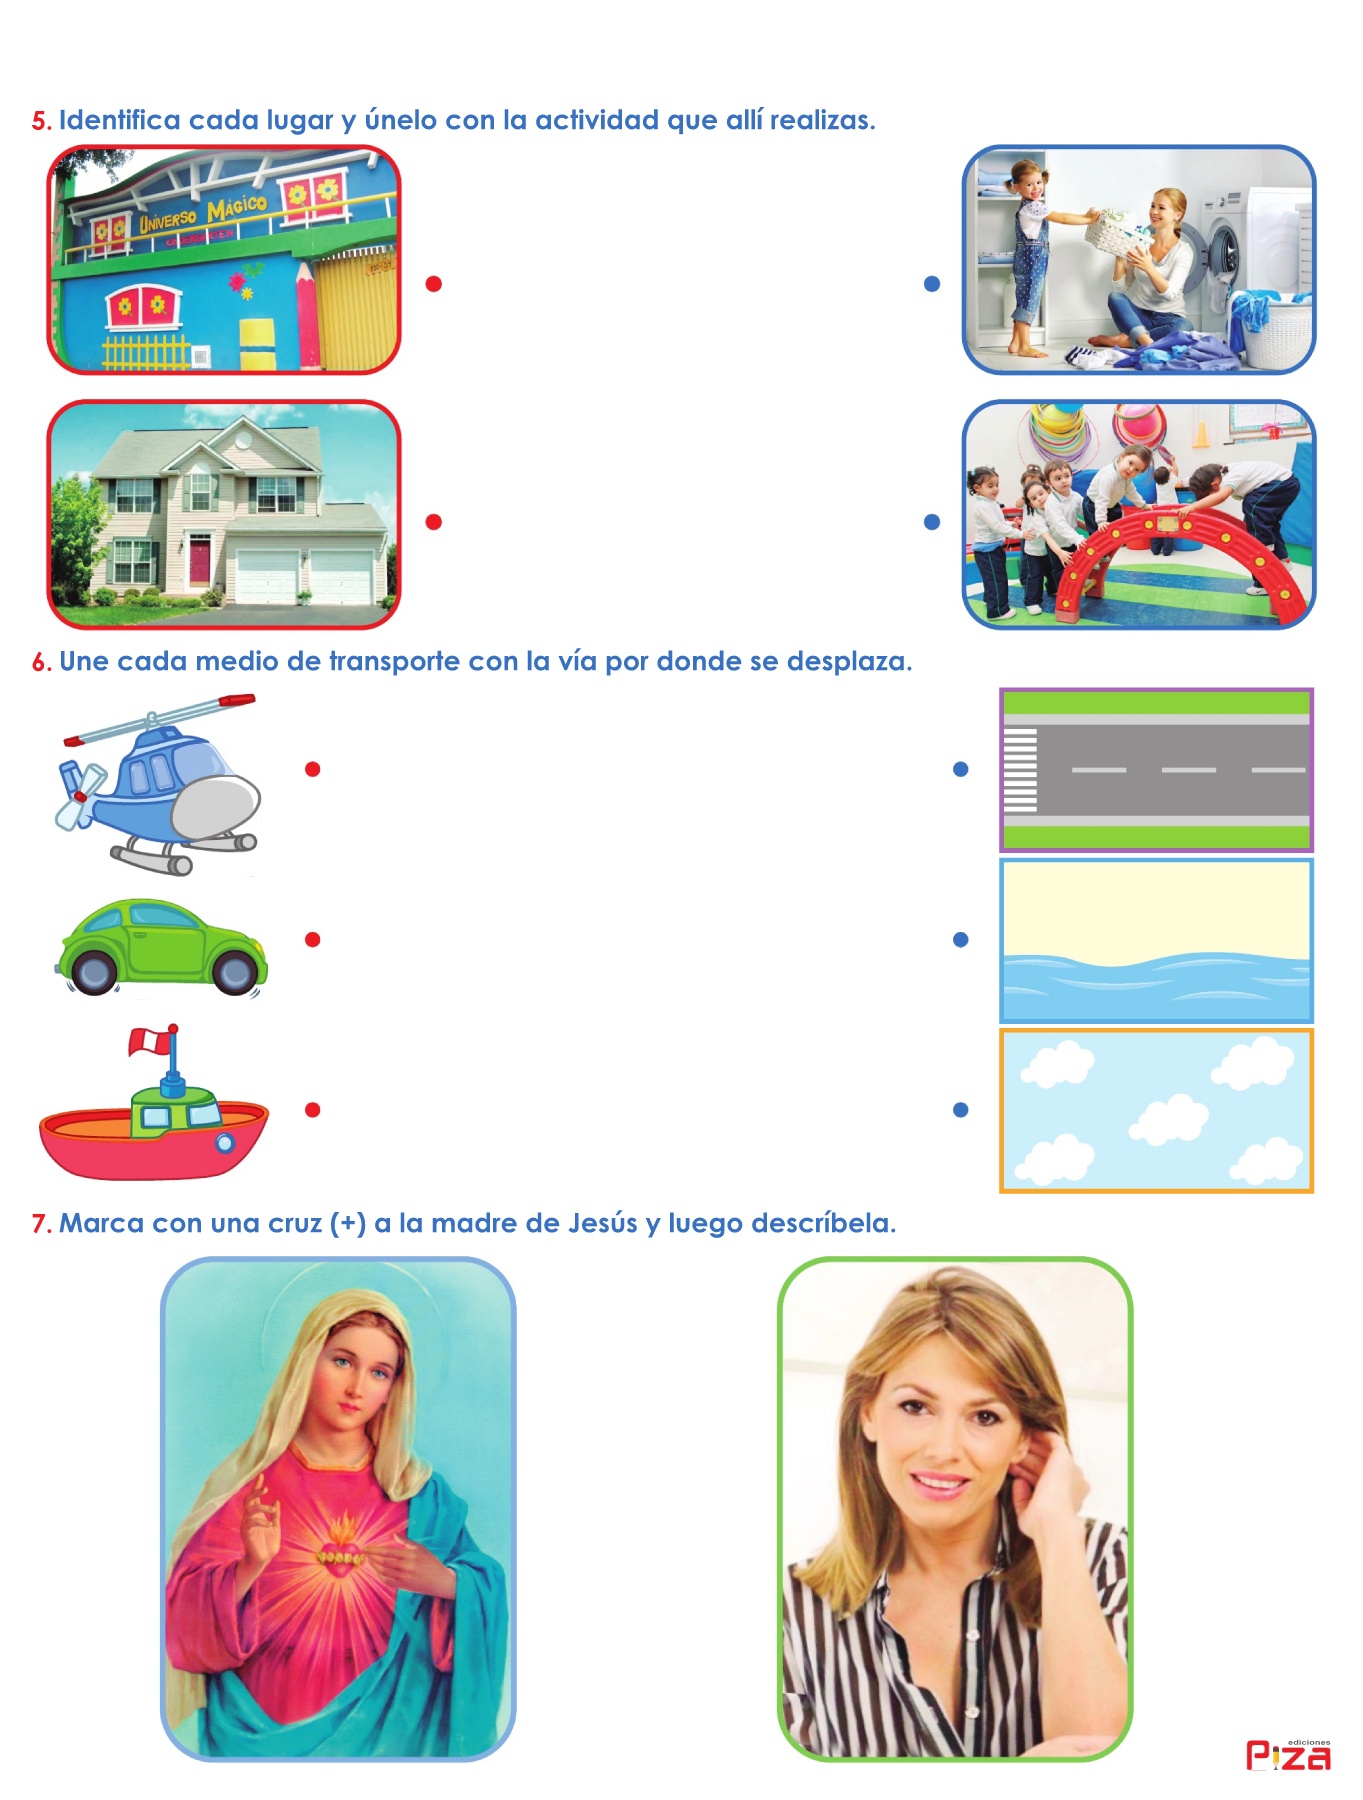 5. Identifica cada lugar y únelo con la actividad que allí realizas.
UNIVERSO MÁGICO
6. Une cada medio de transporte con la vía por donde se desplaza.
7. Marca con una cruz (+) a la madre de Jesús y luego descríbela.
ediciones
PIZA